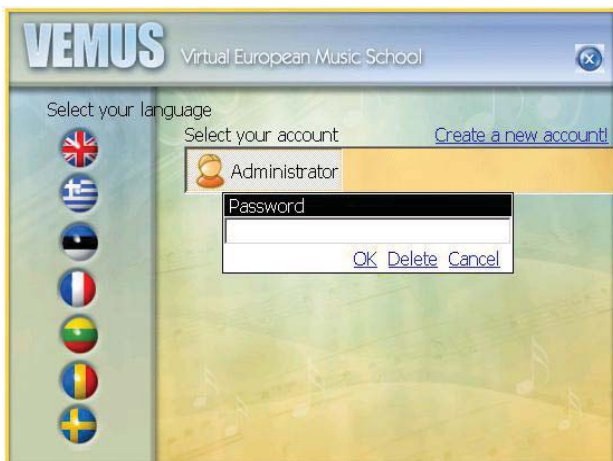 VEMUS Virtual European Music School
Select your language
Select your account Create a new account!
Administrator
Password
OK Delete Cancel